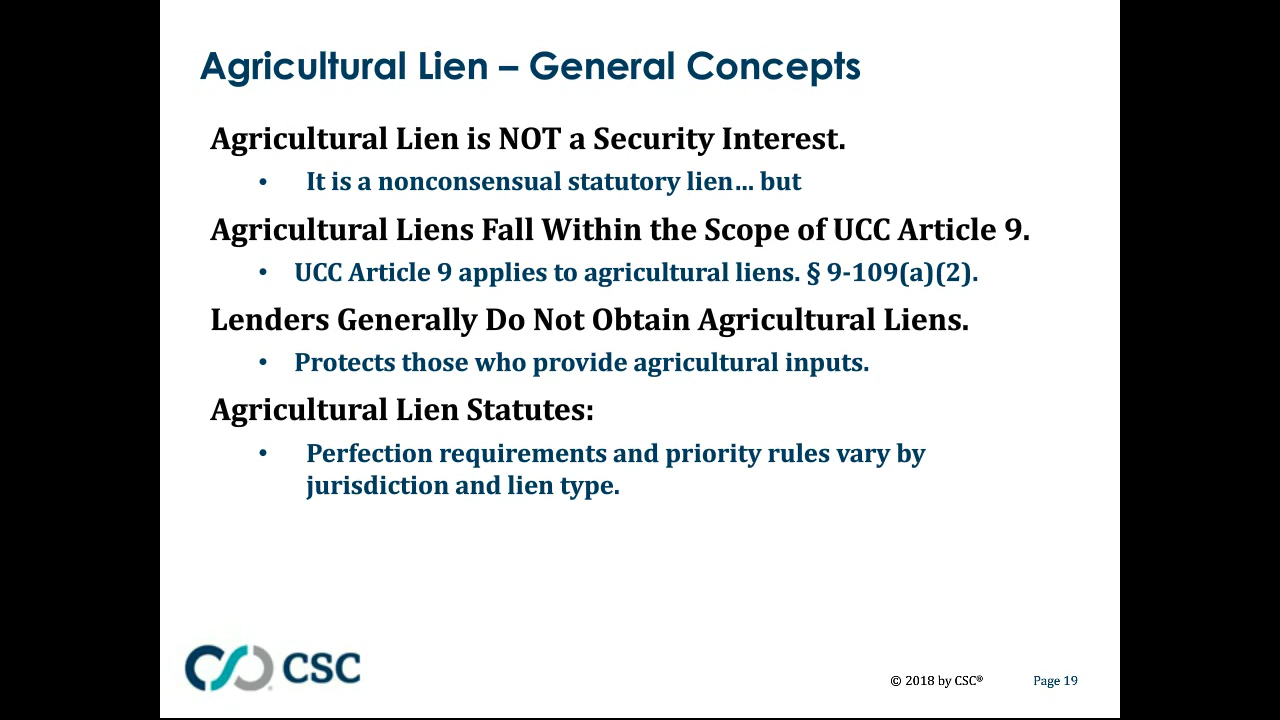 Agricultural Lien – General Concepts
Agricultural Lien is NOT a Security Interest.
• It is a nonconsensual statutory lien... but
Agricultural Liens Fall Within the Scope of UCC Article 9.
• UCC Article 9 applies to agricultural liens. § 9-109(a)(2).
Lenders Generally Do Not Obtain Agricultural Liens.
• Protects those who provide agricultural inputs.
Agricultural Lien Statutes:
• Perfection requirements and priority rules vary by
jurisdiction and lien type.
CSC
© 2018 by CSC®
Page 19